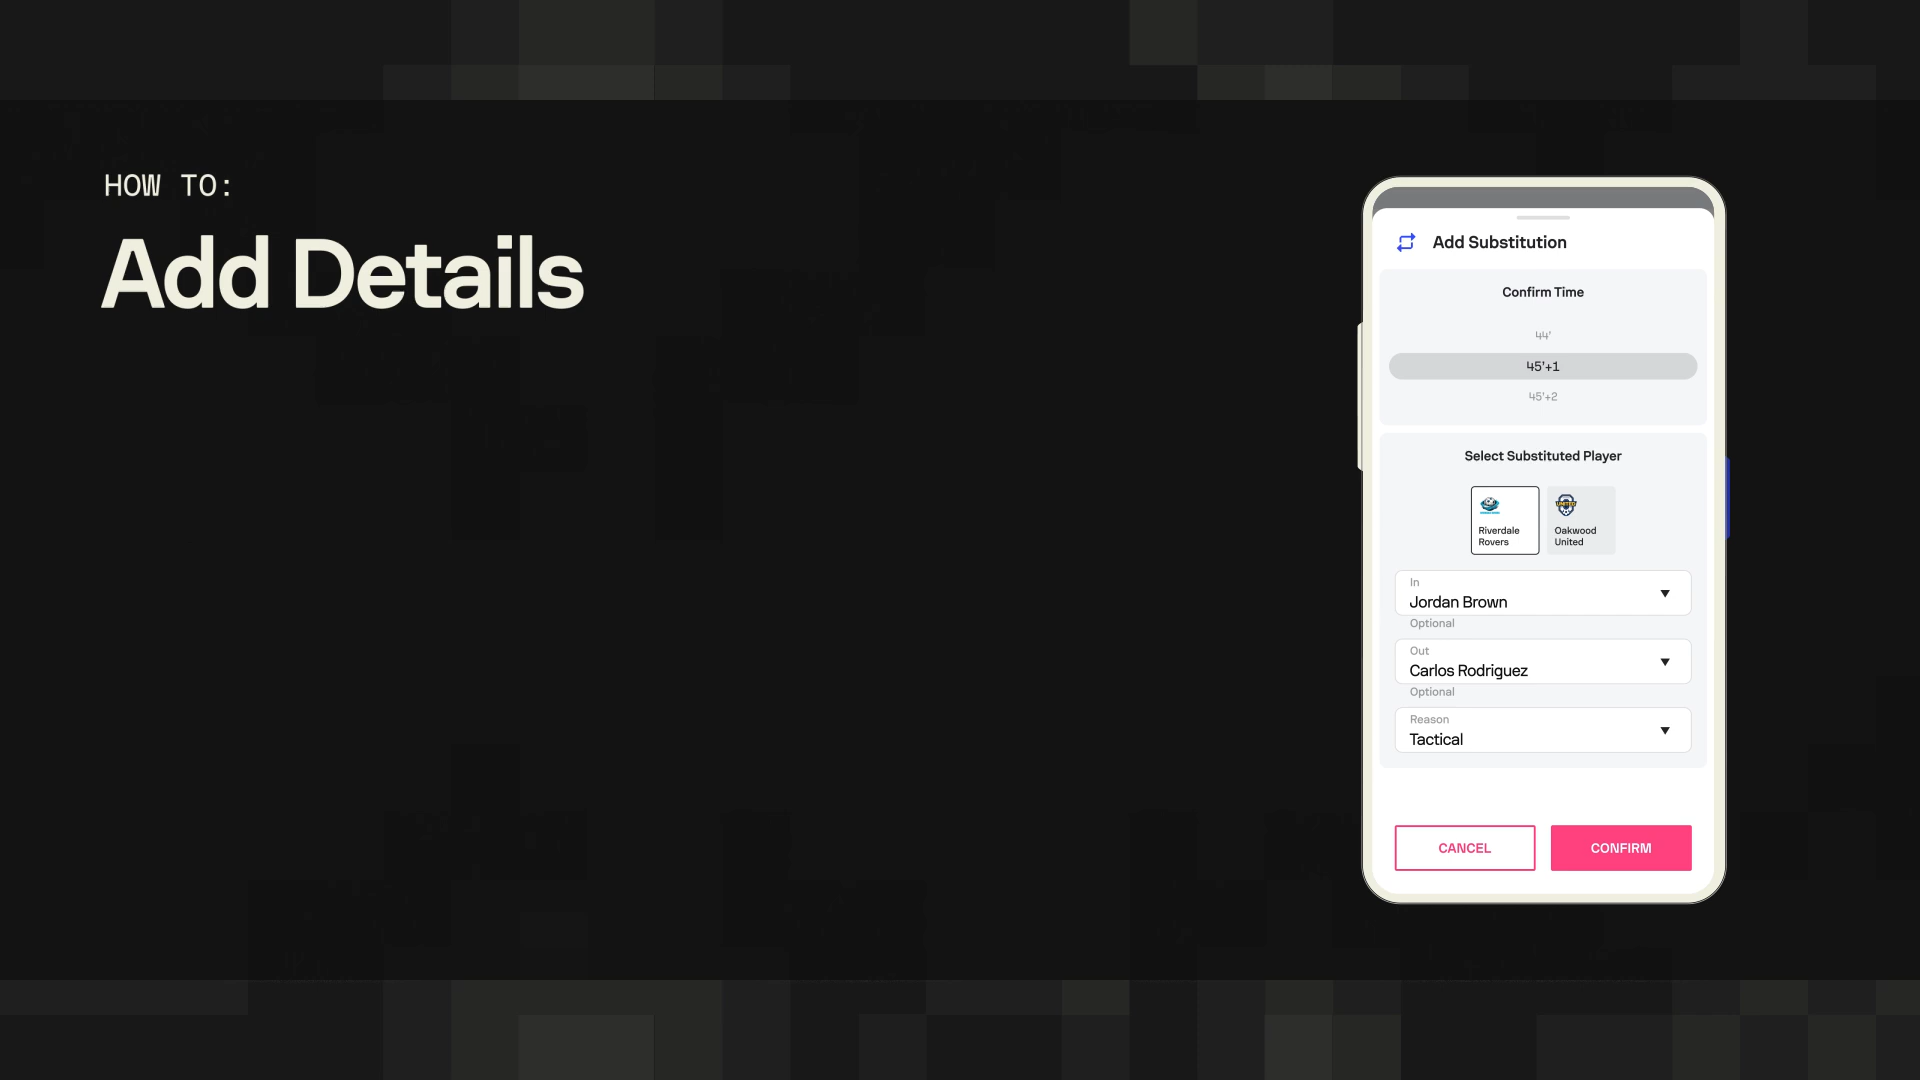 HOW TO:
Add Details
Add Substitution
Confirm Time
44'
45'+1
45'+2
Select Substituted Player
Riverdale
Rovers
Oakwood
United
In
Jordan Brown
Optional
Out
Carlos Rodriguez
Optional
Reason
Tactical
CANCEL
CONFIRM